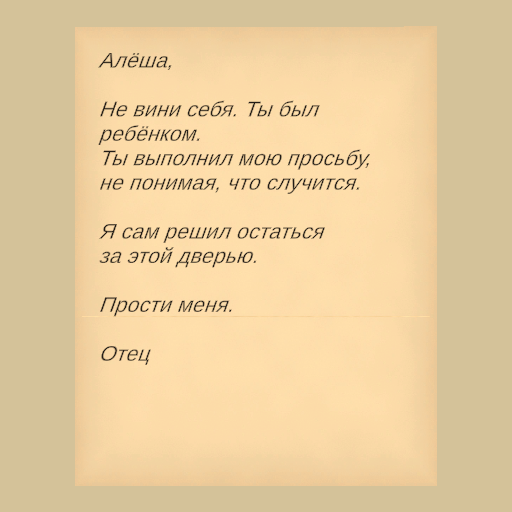 Алёша,
Не вини себя. Ты был
ребёнком.
Ты выполнил мою просьбу,
не понимая, что случится.
Я сам решил остаться
за этой дверью.
Прости меня.
Отец